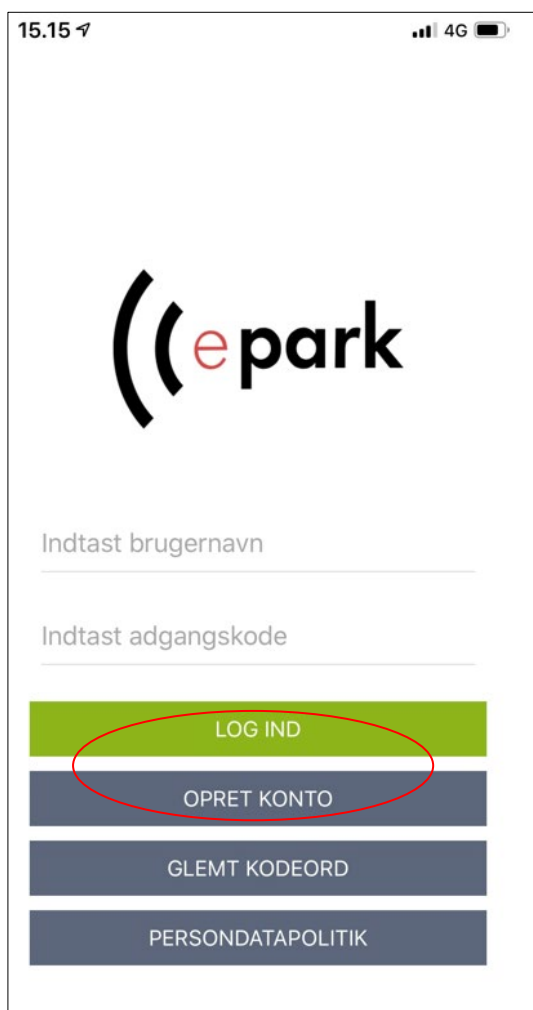 15.15 4G
epark
Indtast brugernavn
Indtast adgangskode
LOG IND
OPRET KONTO
GLEMT KODEORD
PERSONDATAPOLITIK